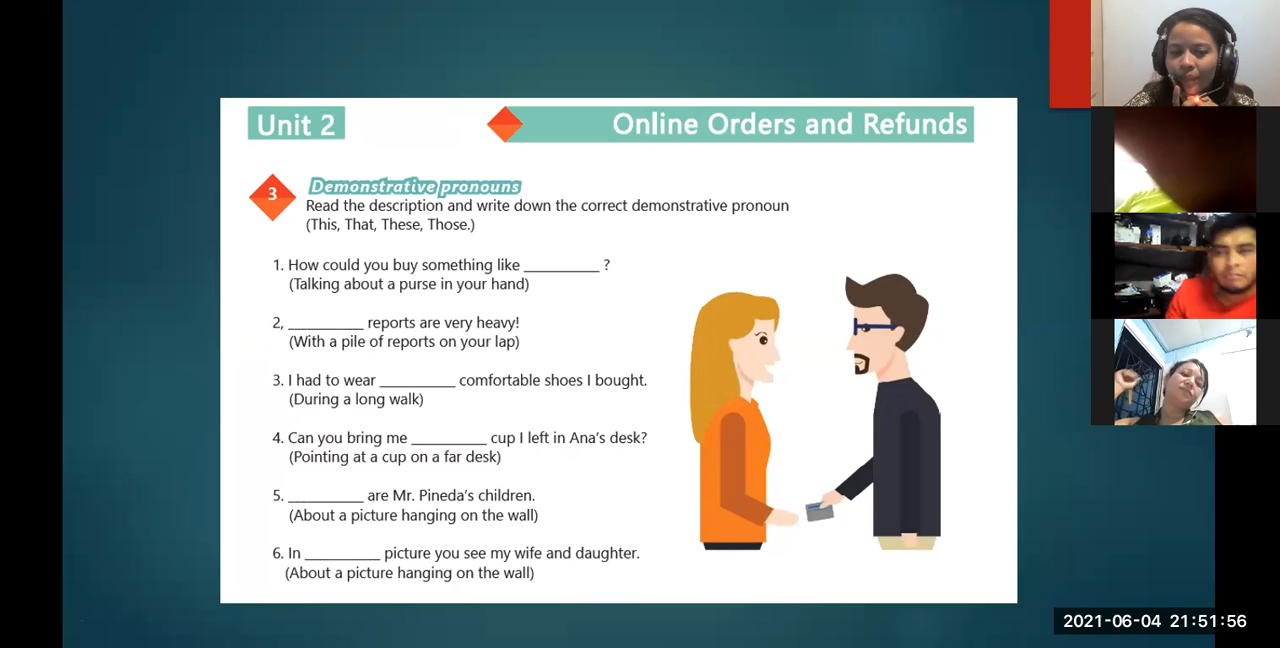 Unit 2
Online Orders and Refunds
3
Demonstrative pronouns
Read the description and write down the correct demonstrative pronoun
(This, That, These, Those.)
1. How could you buy something like __________ ?
(Talking about a purse in your hand)
2, __________ reports are very heavy!
(With a pile of reports on your lap)
3. I had to wear __________ comfortable shoes I bought.
(During a long walk)
4. Can you bring me __________ cup I left in Ana's desk?
(Pointing at a cup on a far desk)
5. __________ are Mr. Pineda's children.
(About a picture hanging on the wall)
6. In __________ picture you see my wife and daughter.
(About a picture hanging on the wall)
2021-06-04 21:51:56